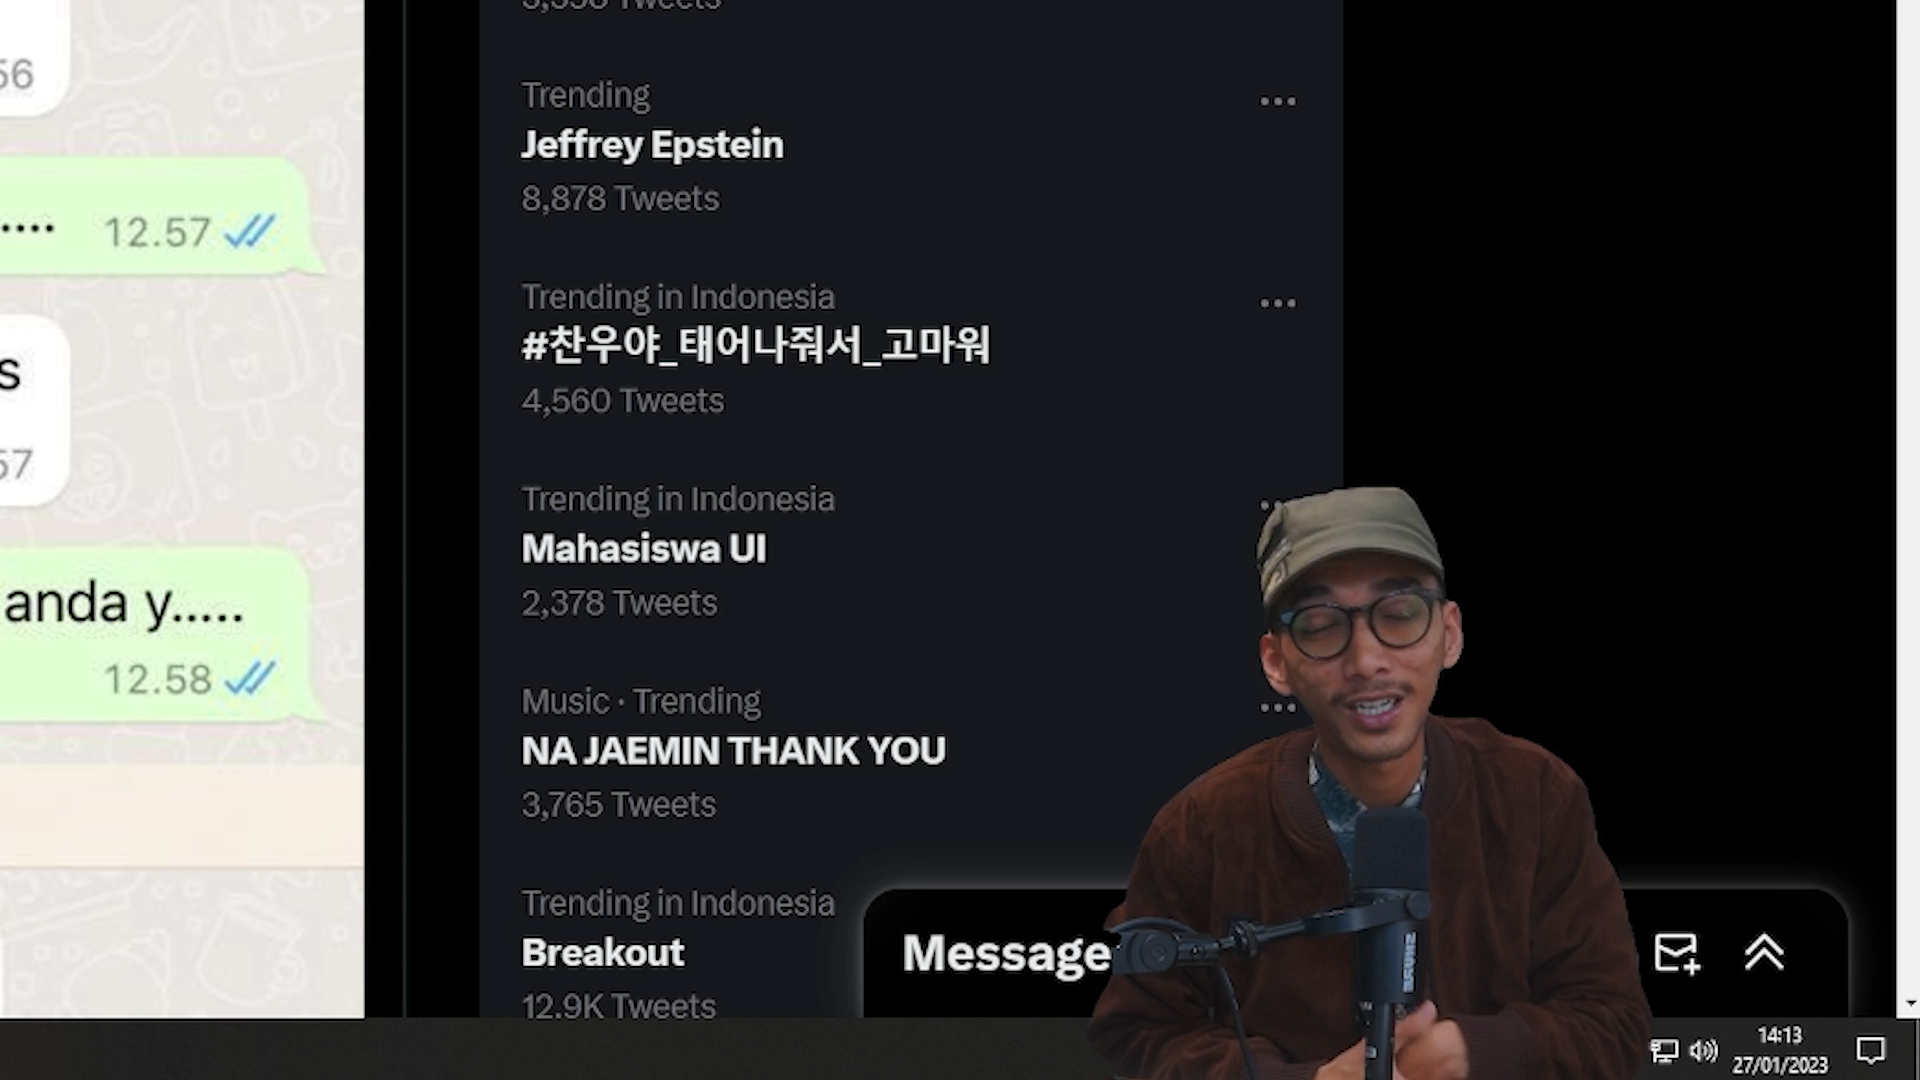 56
..... 12.57
s
57
anda y.....
12.58
Tweets
Trending
Jeffrey Epstein
8,878 Tweets
Trending in Indonesia
#찬우야_태어나줘서_고마워
4,560 Tweets
Trending in Indonesia
Mahasiswa UI
2,378 Tweets
Music · Trending
NA JAEMIN THANK YOU
3,765 Tweets
Trending in Indonesia
Breakout
12.9K Tweets
Message
SHURE
14:13
27/01/2023